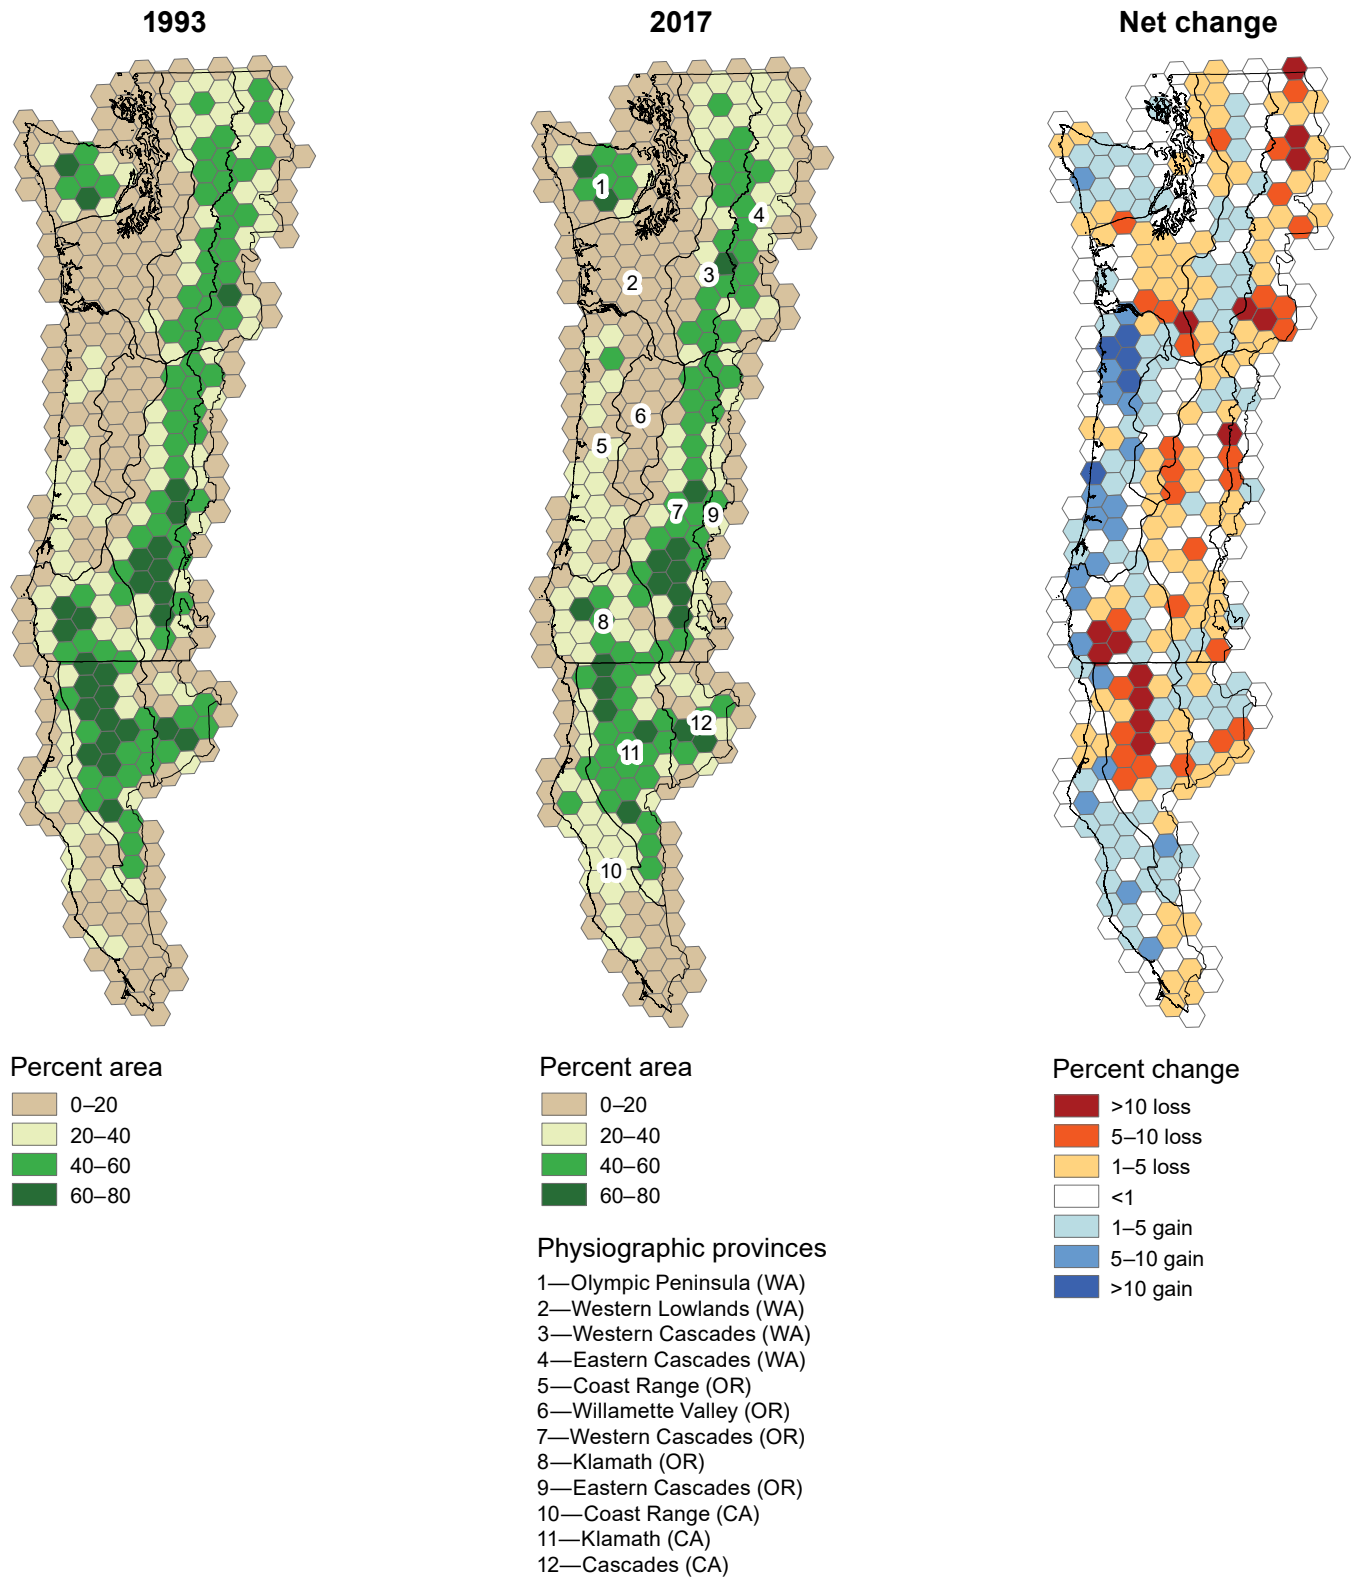 1993
2017
Net change
1
4
3
2
6
5
7
9
8
12
11
10
Percent area
0–20
20–40
40–60
60–80
Percent area
0–20
20–40
40–60
60–80
Physiographic provinces
1—Olympic Peninsula (WA)
2—Western Lowlands (WA)
3—Western Cascades (WA)
4—Eastern Cascades (WA)
5—Coast Range (OR)
6—Willamette Valley (OR)
7—Western Cascades (OR)
8—Klamath (OR)
9—Eastern Cascades (OR)
10—Coast Range (CA)
11—Klamath (CA)
12—Cascades (CA)
Percent change
>10 loss
5–10 loss
1–5 loss
<1
1–5 gain
5–10 gain
>10 gain